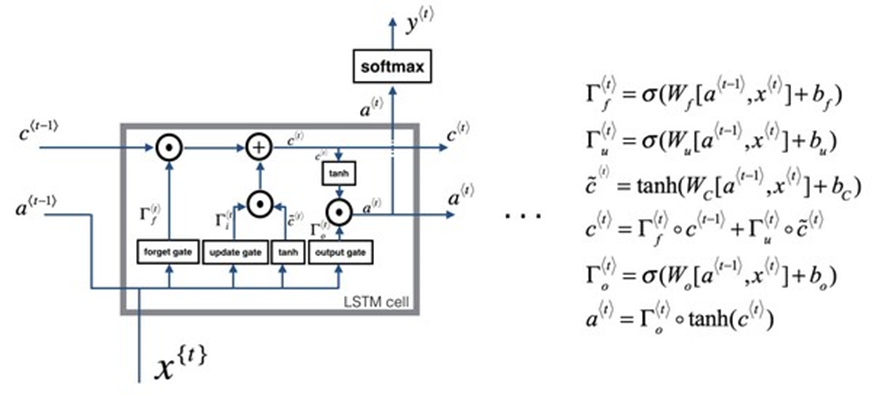 y⟨t⟩
softmax
a⟨t⟩
c⟨t-1⟩
c⟨t⟩
c⟨t⟩
c⟨t⟩
tanh
a⟨t-1⟩
a⟨t⟩
a⟨t⟩
Γf⟨t⟩ Γi⟨t⟩ c̃⟨t⟩ Γo⟨t⟩
...
forget gate update gate tanh output gate
LSTM cell
x{t}
Γf⟨t⟩ = σ(Wf[a⟨t-1⟩,x⟨t⟩]+bf)
Γu⟨t⟩ = σ(Wu[a⟨t-1⟩,x⟨t⟩]+bu)
c̃⟨t⟩ = tanh(WC[a⟨t-1⟩,x⟨t⟩]+bC)
c⟨t⟩ = Γf⟨t⟩∘c⟨t-1⟩+Γu⟨t⟩∘c̃⟨t⟩
Γo⟨t⟩ = σ(Wo[a⟨t-1⟩,x⟨t⟩]+bo)
a⟨t⟩ = Γo⟨t⟩∘tanh(c⟨t⟩)